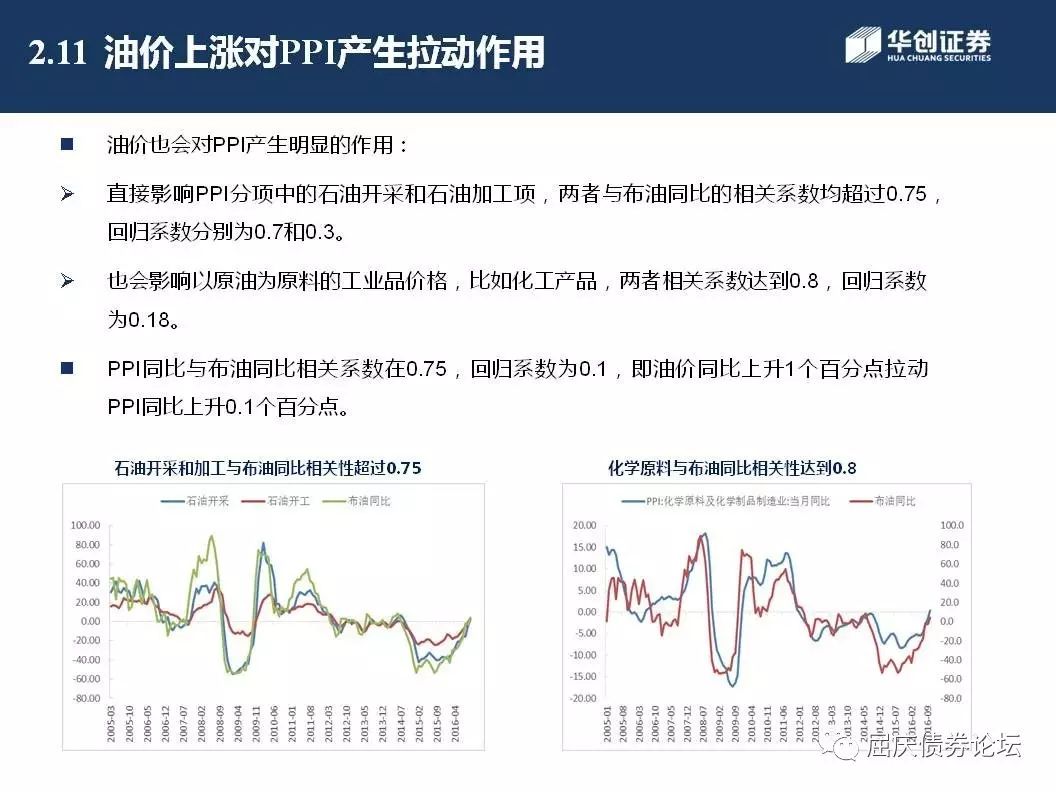 2.11 油价上涨对PPI产生拉动作用
华创证券
HUA CHUANG SECURITIES
■ 油价也会对PPI产生明显的作用：
➢ 直接影响PPI分项中的石油开采和石油加工项，两者与布油同比的相关系数均超过0.75，
回归系数分别为0.7和0.3。
➢ 也会影响以原油为原料的工业品价格，比如化工产品，两者相关系数达到0.8，回归系数
为0.18。
■ PPI同比与布油同比相关系数在0.75，回归系数为0.1，即油价同比上升1个百分点拉动
PPI同比上升0.1个百分点。
石油开采和加工与布油同比相关性超过0.75
石油开采 石油开工 布油同比
100.00
80.00
60.00
40.00
20.00
0.00
-20.00
-40.00
-60.00
-80.00
2005-03 2005-10 2006-05 2006-12 2007-07 2008-02 2008-09 2009-04 2009-11 2010-06 2011-01 2011-08 2012-03 2012-10 2013-05 2013-12 2014-07 2015-02 2015-09 2016-04
化学原料与布油同比相关性达到0.8
PPI:化学原料及化学制品制造业:当月同比 布油同比
20.00
15.00
10.00
5.00
0.00
-5.00
-10.00
-15.00
-20.00
100.0
80.0
60.0
40.0
20.0
0.0
-20.0
-40.0
-60.0
-80.0
2005-01 2005-08 2006-03 2006-10 2007-05 2007-12 2008-07 2009-02 2009-09 2010-04 2010-11 2011-06 2012-01 2012-08 2013-03 2013-10 2014-05 2014-12 2015-07 2016-02 2016-09
屈庆债券论坛